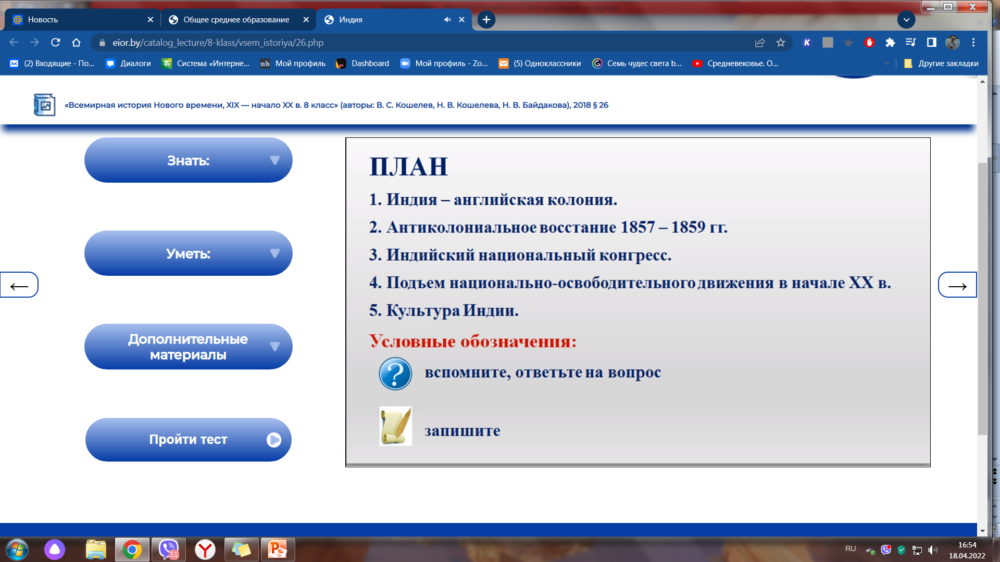 Новость
Общее среднее образование
Индия
eior.by/catalog_lecture/8-klass/vsem_istoriya/26.php
K
(2) Входящие - По...
Диалоги
Система «Интерне...
nb Мой профиль
Dashboard
Мой профиль - Zo...
(5) Одноклассники
Семь чудес света b...
Средневековье. О...
»
Другие закладки
«Всемирная история Нового времени, XIX — начало XX в. 8 класс» (авторы: В. С. Кошелев, Н. В. Кошелева, Н. В. Байдакова), 2018 § 26
Знать:
Уметь:
Дополнительные
материалы
Пройти тест
←
→
ПЛАН
1. Индия – английская колония.
2. Антиколониальное восстание 1857 – 1859 гг.
3. Индийский национальный конгресс.
4. Подъем национально-освободительного движения в начале XX в.
5. Культура Индии.
Условные обозначения:
? вспомните, ответьте на вопрос
запишите
11
RU
16:54
18.04.2022